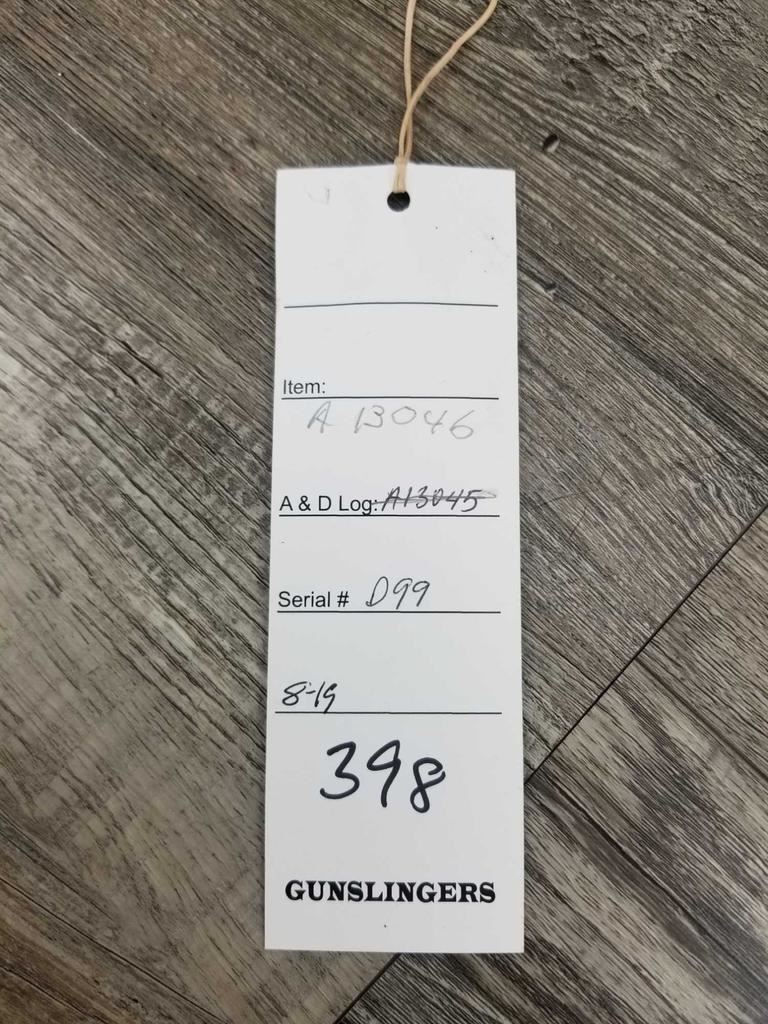 Item:
A 13046
A & D Log: A13045
Serial # D99
8-19
398
GUNSLINGERS